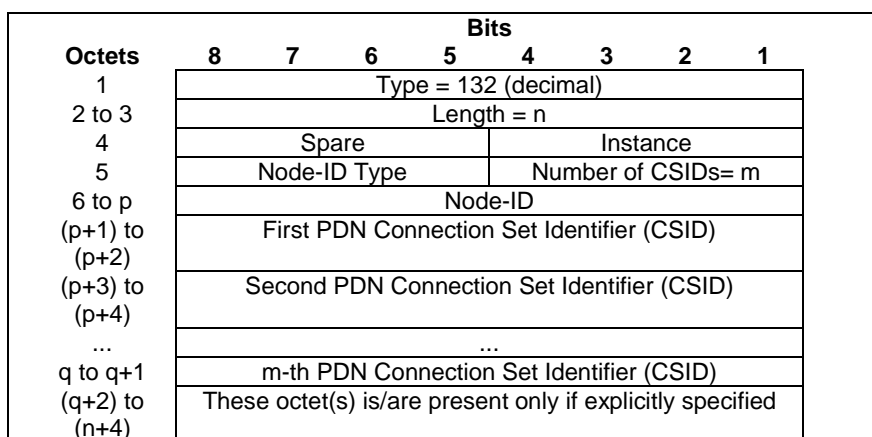 Bits
Octets 8 7 6 5 4 3 2 1
1 Type = 132 (decimal)
2 to 3 Length = n
4 Spare Instance
5 Node-ID Type Number of CSIDs= m
6 to p Node-ID
(p+1) to First PDN Connection Set Identifier (CSID)
(p+2)
(p+3) to Second PDN Connection Set Identifier (CSID)
(p+4)
... ...
q to q+1 m-th PDN Connection Set Identifier (CSID)
(q+2) to These octet(s) is/are present only if explicitly specified
(n+4)